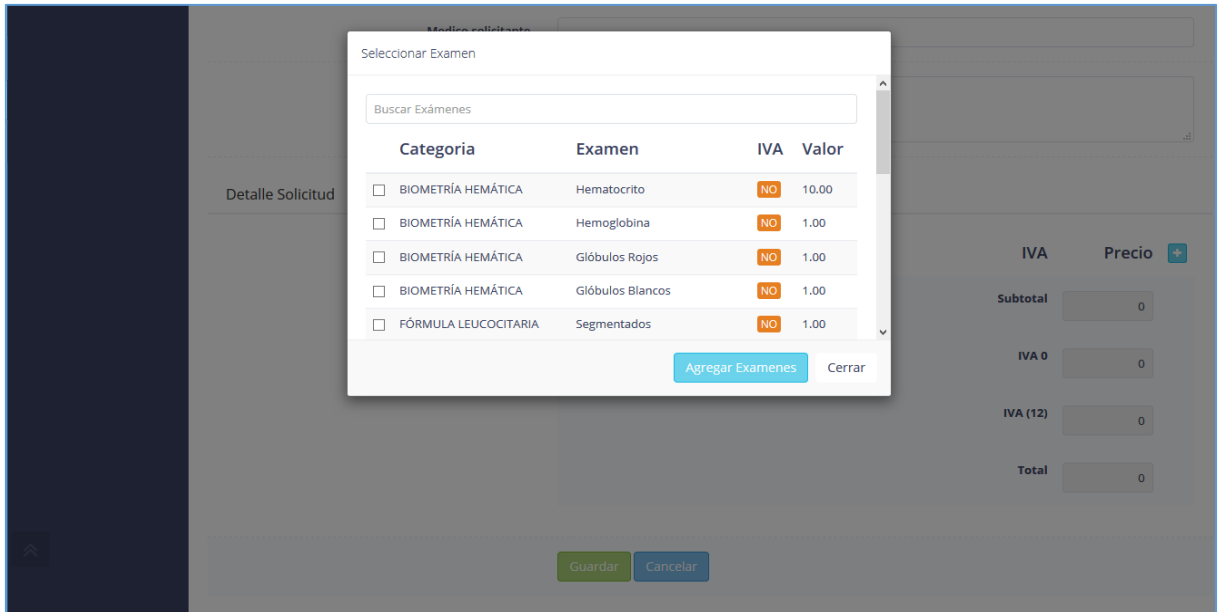 Medico solicitante
Seleccionar Examen
Buscar Exámenes
Categoria Examen IVA Valor
BIOMETRÍA HEMÁTICA Hematocrito NO 10.00
BIOMETRÍA HEMÁTICA Hemoglobina NO 1.00
BIOMETRÍA HEMÁTICA Glóbulos Rojos NO 1.00
BIOMETRÍA HEMÁTICA Glóbulos Blancos NO 1.00
FÓRMULA LEUCOCITARIA Segmentados NO 1.00
Agregar Examenes Cerrar
Detalle Solicitud
IVA Precio +
Subtotal 0
IVA 0 0
IVA (12) 0
Total 0
Guardar Cancelar